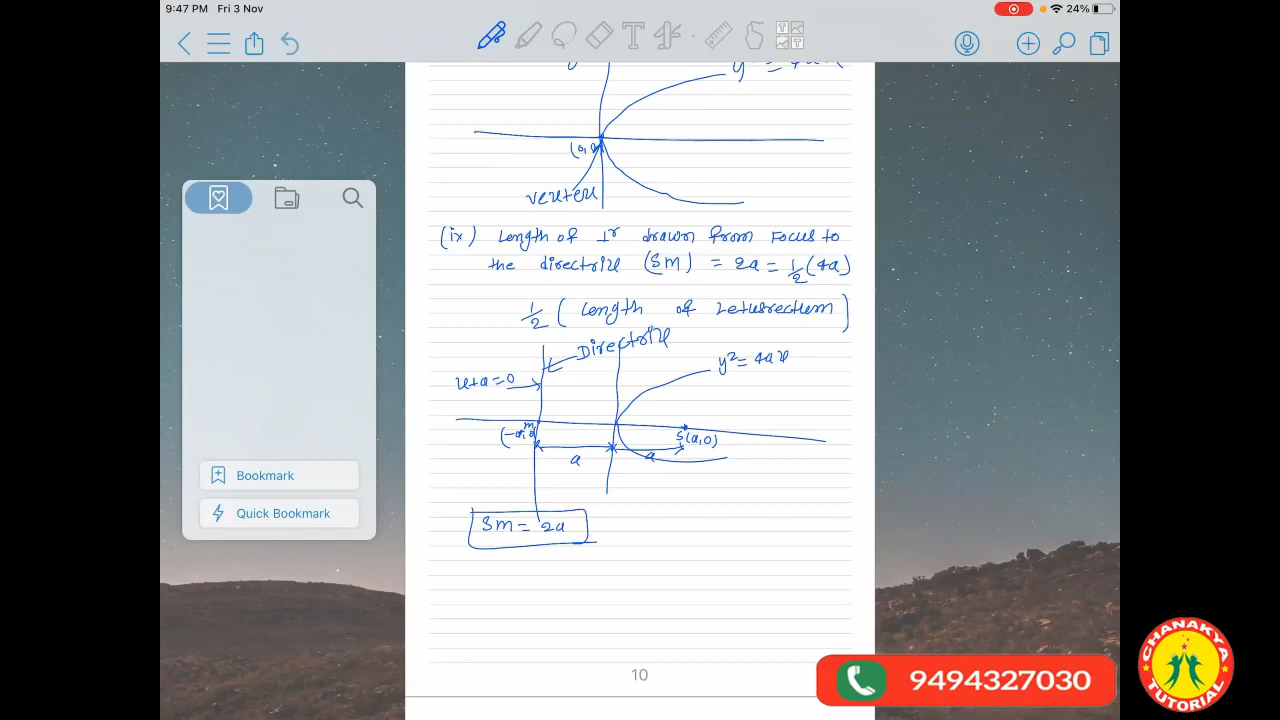 9:47 PM Fri 3 Nov
24%
(0,0)
vertex
(ix) Length of ⊥r drawn from Focus to
the directrix (SM) = 2a = 1/2 (4a)
1/2 ( Length of Letusrectum )
Directrix
y² = 4ax
x+a=0
M
(-a,0)
S(a,0)
a
a
SM = 2a
Bookmark
Quick Bookmark
10
9494327030
CHANAKYA
TUTORIAL